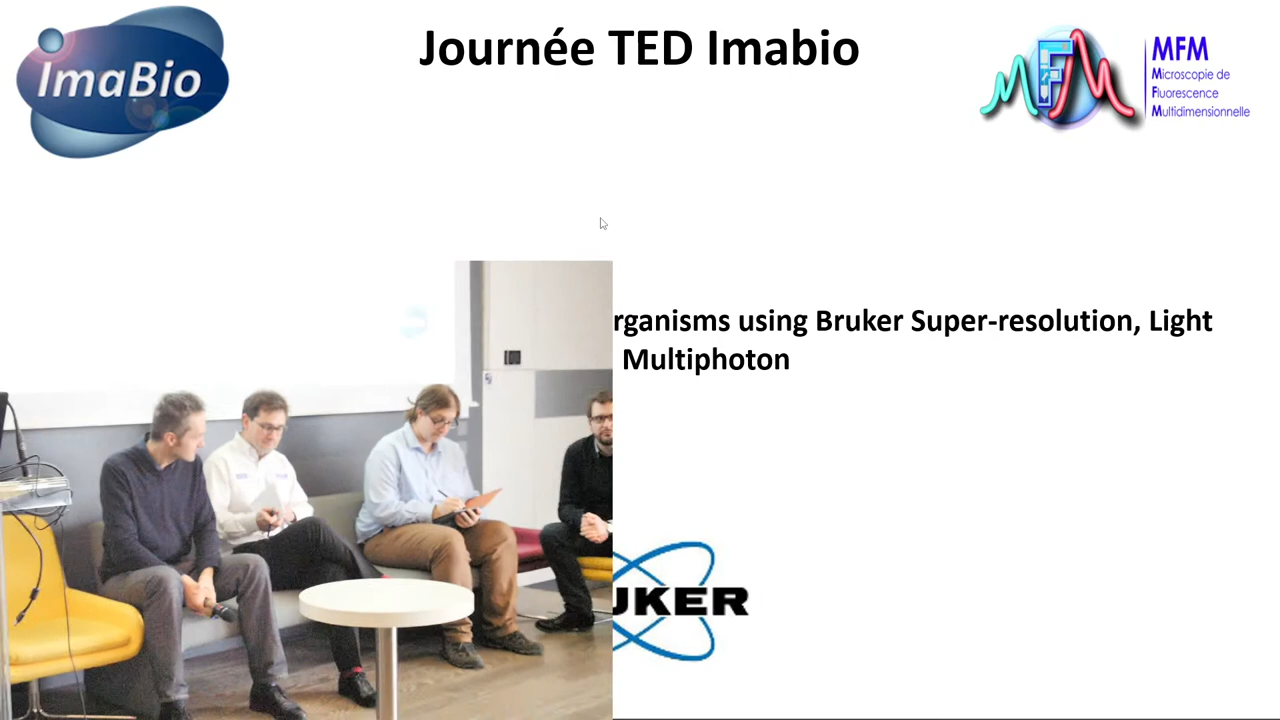 ImaBio
Journée TED Imabio
MFM
Microscopie de
Fluorescence
Multidimensionnelle
rganisms using Bruker Super-resolution, Light
Multiphoton
UKER